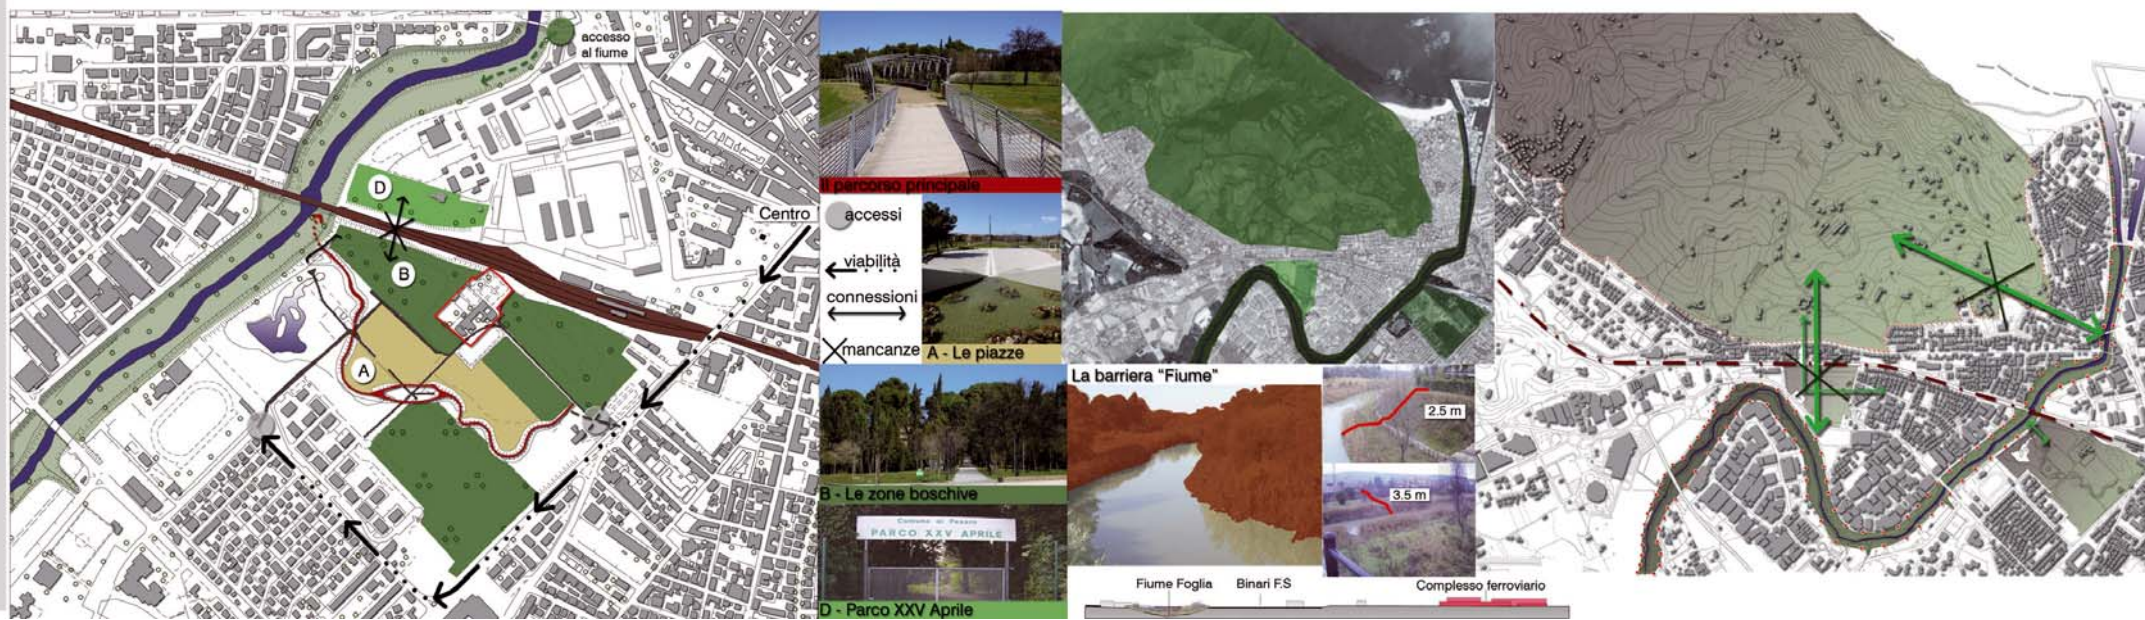 accesso
al fiume
D
B
A
Centro
Il parcorso principale
accessi
viabilità
connessioni
mancanze
A - Le piazze
B - Le zone boschive
Comune di Pesaro
PARCO XXV APRILE
D - Parco XXV Aprile
La barriera "Fiume"
2.5 m
3.5 m
Fiume Foglia
Binari F.S
Complesso ferroviario